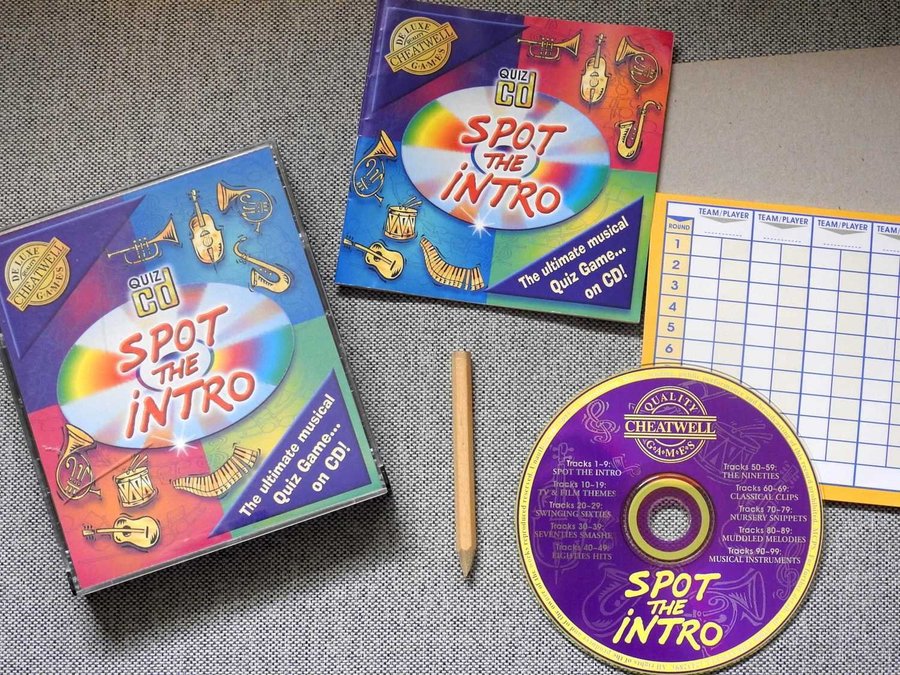 DE LUXE
CHEATWELL
GAMES
QUIZ
CD
SPOT
THE
INTRO
The ultimate musical
Quiz Game...
on CD!
DE LUXE
CHEATWELL
GAMES
QUIZ
CD
SPOT
THE
INTRO
The ultimate musical
Quiz Game...
on CD!
ROUND
TEAM/PLAYER
TEAM/PLAYER
TEAM/PLAYER
1
2
3
4
5
6
QUALITY
CHEATWELL
GAMES
Tracks 1–9:
SPOT THE INTRO
Tracks 10–19:
TV & FILM THEMES
Tracks 20–29:
SWINGING SIXTIES
Tracks 30–39:
SEVENTIES SMASHE
Tracks 40–49:
EIGHTIES HITS
Tracks 50–59:
THE NINETIES
Tracks 60–69:
CLASSICAL CLIPS
Tracks 70–79:
NURSERY SNIPPETS
Tracks 80–89:
MUDDLED MELODIES
Tracks 90–99:
MUSICAL INSTRUMENTS
SPOT
THE
INTRO